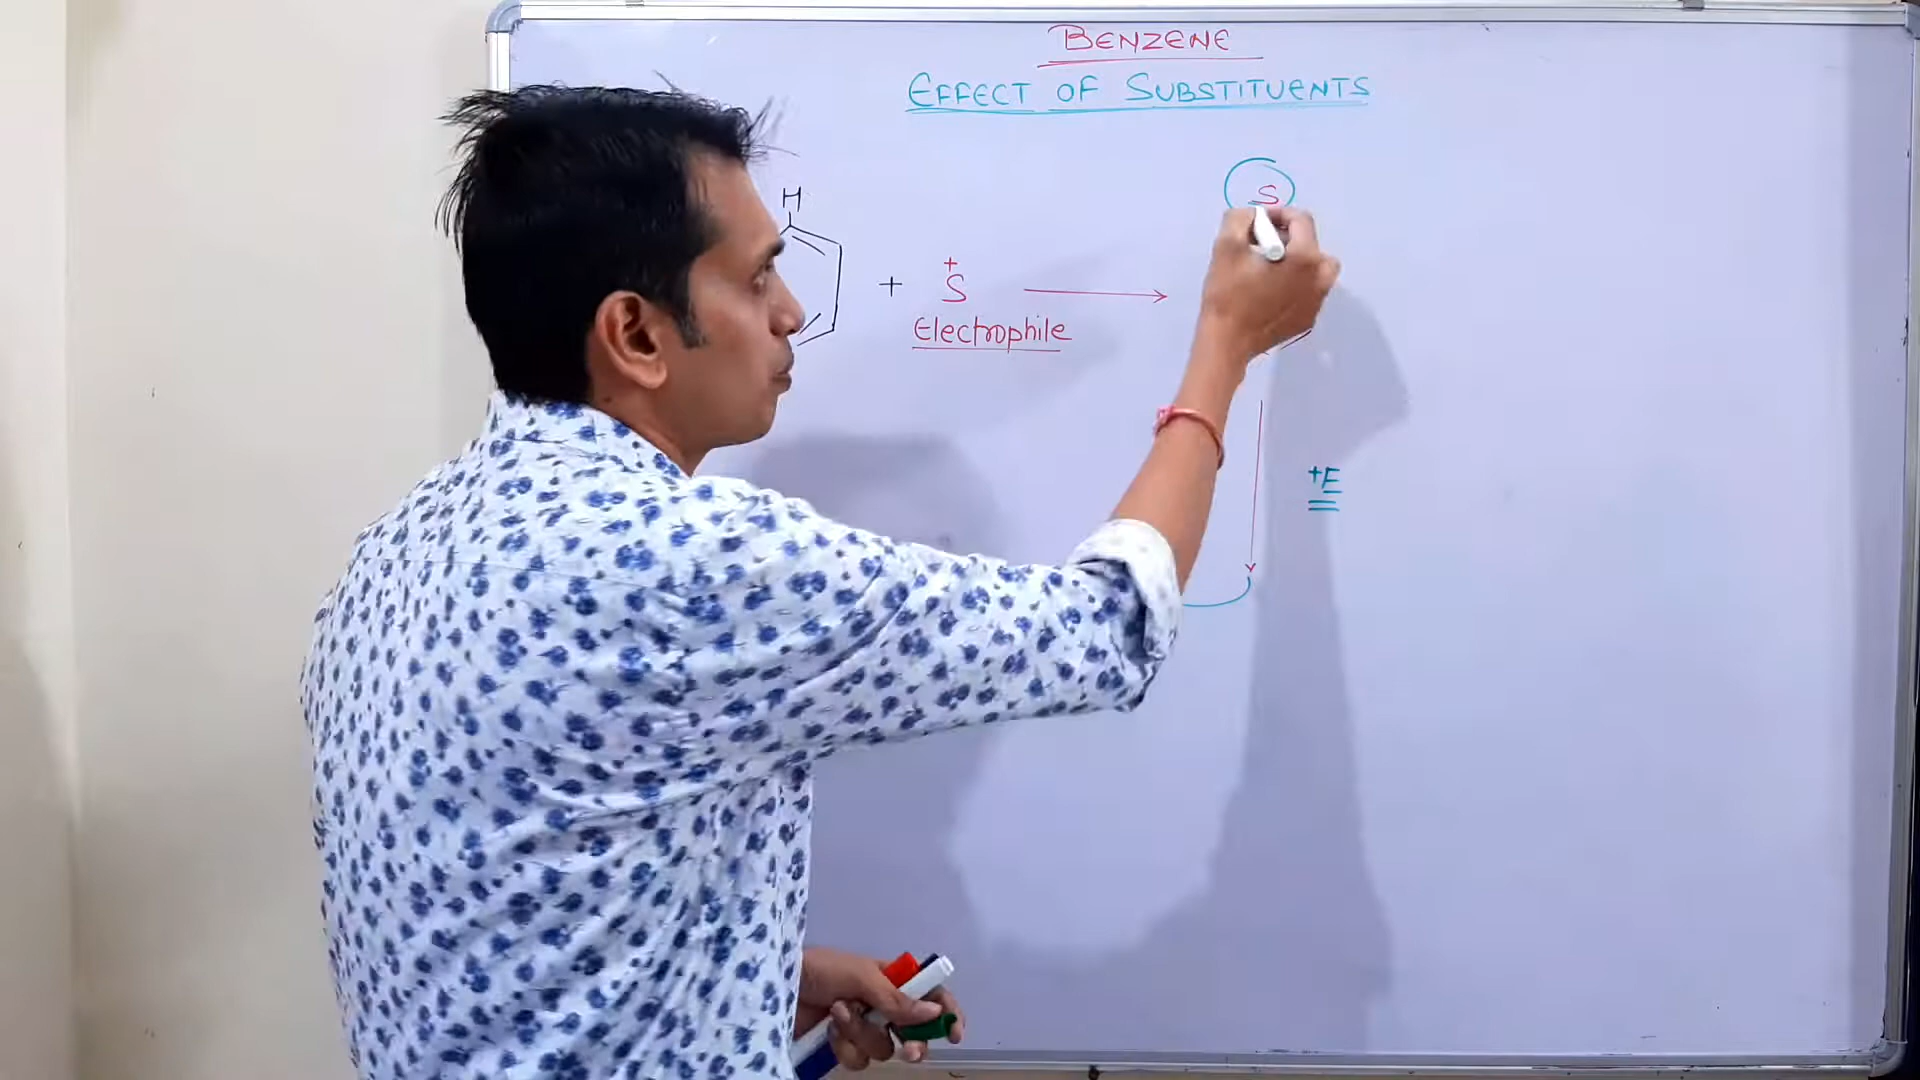 BENZENE
EFFECT OF SUBSTITUENTS
H
S
+ S+
Electrophile
+E